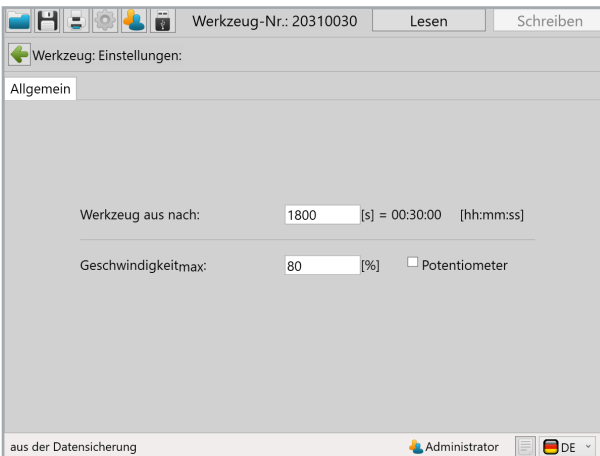 Werkzeug-Nr.: 20310030 Lesen Schreiben
Werkzeug: Einstellungen:
Allgemein
Werkzeug aus nach: 1800 [s] = 00:30:00 [hh:mm:ss]
Geschwindigkeitmax: 80 [%] Potentiometer
aus der Datensicherung Administrator DE